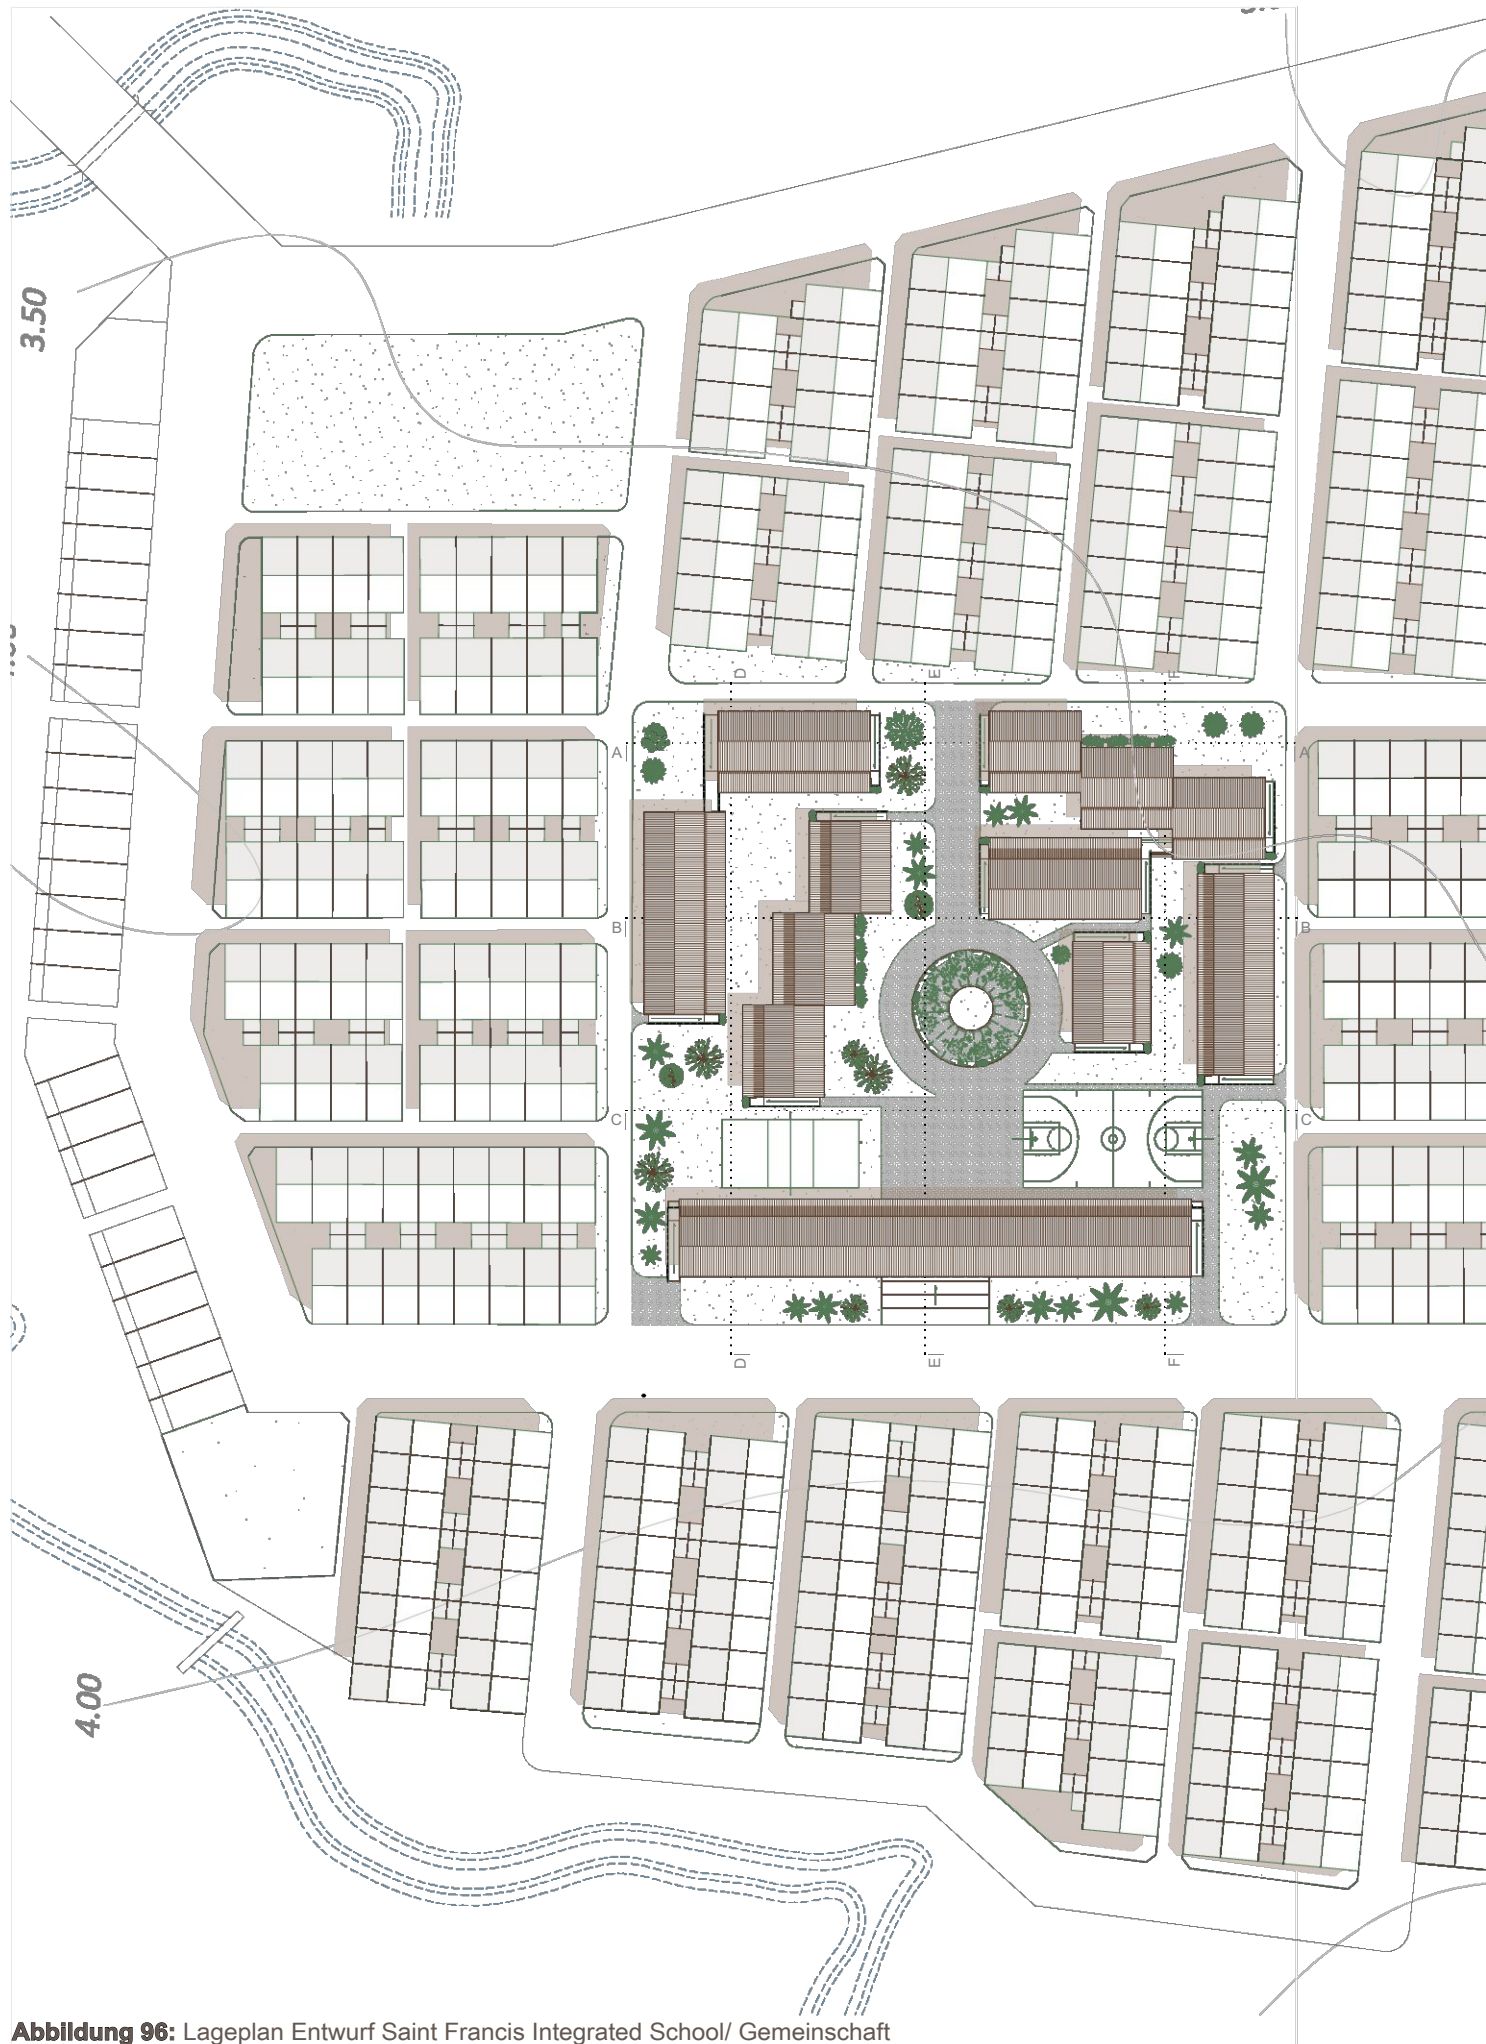 3.50
D
E
F
A
A
B
B
C
C
D
E
F
4.00
Abbildung 96: Lageplan Entwurf Saint Francis Integrated School/ Gemeinschaft